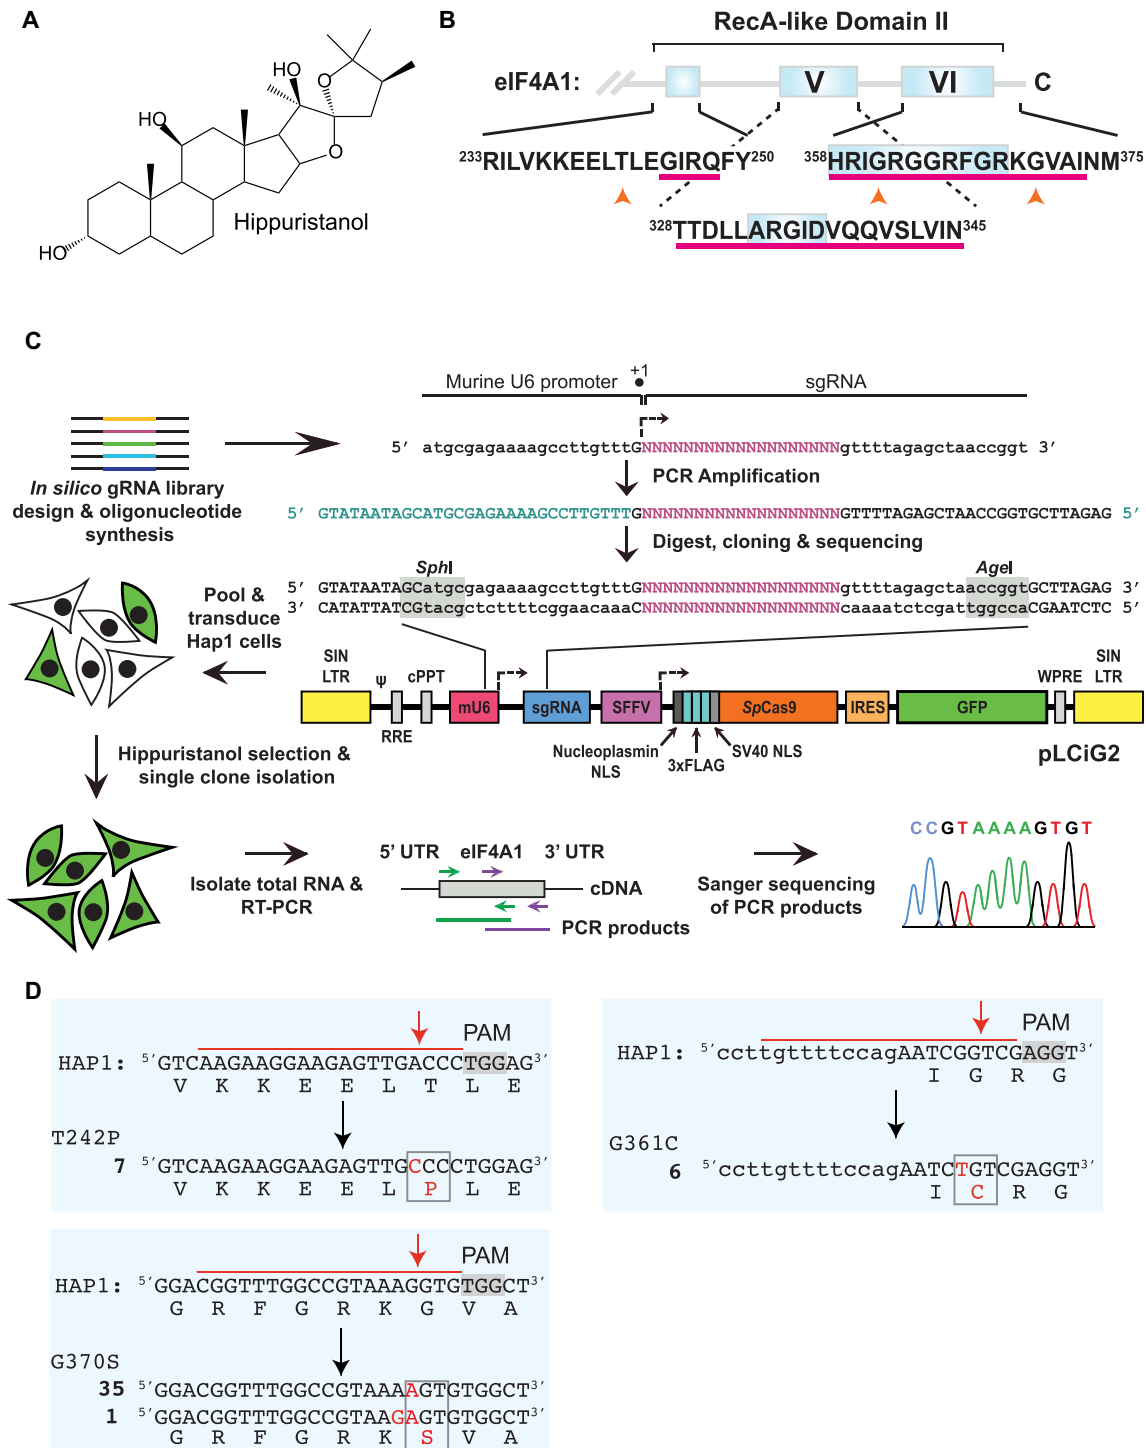 A
HO
O
HO
O
HO
Hippuristanol
B
RecA-like Domain II
eIF4A1:
V
VI
C
233RILVKKEELTLEGIRQFY250
358HRIGRGGRFGRKGVAINM375
328TTDLLARGIDVQQVSLVIN345
C
In silico gRNA library
design & oligonucleotide
synthesis
Murine U6 promoter
+1
sgRNA
5′ atgcgagaaaagccttgtttGNNNNNNNNNNNNNNNNNNNgttttagagctaaccggt 3′
PCR Amplification
5′ GTATAATAGCATGCGAGAAAAGCCTTGTTTGNNNNNNNNNNNNNNNNNNNGTTTTAGAGCTAACCGGTGCTTAGAG 5′
Digest, cloning & sequencing
SphI
AgeI
5′ GTATAATAGCatgcgagaaaagccttgtttGNNNNNNNNNNNNNNNNNNNgttttagagctaaccggtGCTTAGAG 3′
3′ CATATTATCGtacgctcttttcggaacaaaCNNNNNNNNNNNNNNNNNNNcaaaatctcgattggccaCGAATCTC 5′
Pool &
transduce
Hap1 cells
SIN
LTR
ψ
cPPT
RRE
mU6
sgRNA
SFFV
SpCas9
IRES
GFP
WPRE
SIN
LTR
Nucleoplasmin
NLS
3xFLAG
SV40 NLS
pLCiG2
Hippuristanol selection &
single clone isolation
Isolate total RNA &
RT-PCR
5′ UTR
eIF4A1
3′ UTR
cDNA
PCR products
Sanger sequencing
of PCR products
CCGTAAAAGTGT
D
PAM
HAP1: 5′GTCAAGAAGGAAGAGTTGACCCTGGAG3′
V K K E E L T L E
T242P
7 5′GTCAAGAAGGAAGAGTTGCCCCTGGAG3′
V K K E E L P L E
PAM
HAP1: 5′ccttgttttccagAATCGGTCGAGGT3′
I G R G
G361C
6 5′ccttgttttccagAATCTGTCGAGGT3′
I C R G
PAM
HAP1: 5′GGACGGTTTGGCCGTAAAGGTGTGGCT3′
G R F G R K G V A
G370S
35 5′GGACGGTTTGGCCGTAAAAGTGTGGCT3′
1 5′GGACGGTTTGGCCGTAAGAGTGTGGCT3′
G R F G R K S V A